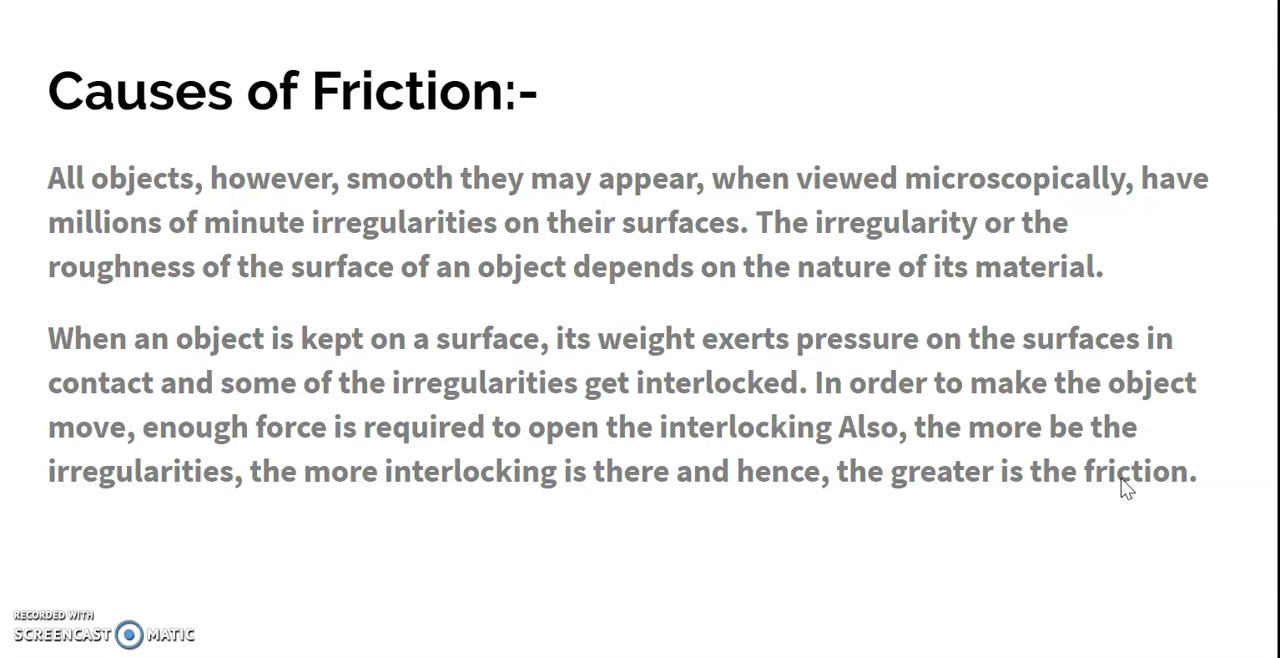 Causes of Friction:-
All objects, however, smooth they may appear, when viewed microscopically, have
millions of minute irregularities on their surfaces. The irregularity or the
roughness of the surface of an object depends on the nature of its material.
When an object is kept on a surface, its weight exerts pressure on the surfaces in
contact and some of the irregularities get interlocked. In order to make the object
move, enough force is required to open the interlocking Also, the more be the
irregularities, the more interlocking is there and hence, the greater is the friction.
RECORDED WITH
SCREENCAST MATIC